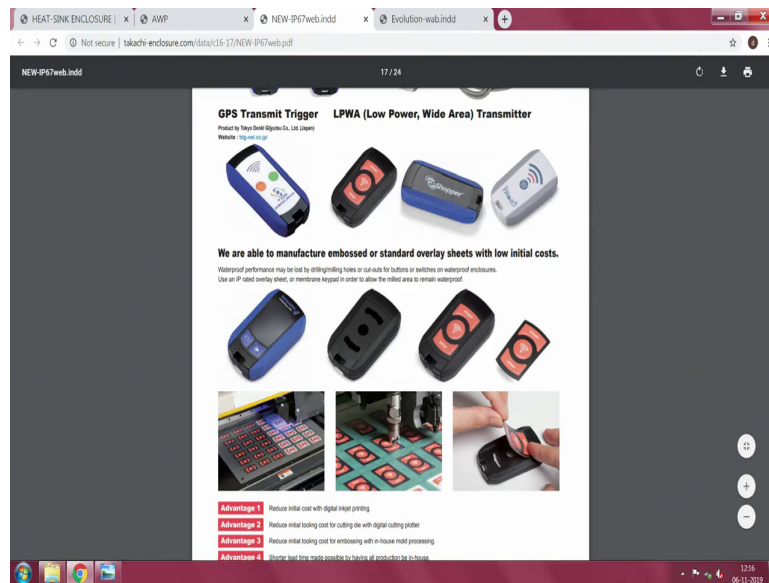 HEAT-SINK ENCLOSURE |
AWP
NEW-IP67web.indd
Evolution-wab.indd
Not secure | takachi-enclosure.com/data/c16-17/NEW-IP67web.pdf
NEW-IP67web.indd
17 / 24
GPS Transmit Trigger
LPWA (Low Power, Wide Area) Transmitter
Product by Tokyo Denki Gijyutsu Co., Ltd. (Japan)
Website :
Shopper
We are able to manufacture embossed or standard overlay sheets with low initial costs.
Waterproof performance may be lost by drilling/milling holes or cut-outs for buttons or switches on waterproof enclosures.
Use an IP rated overlay sheet, or membrane keypad in order to allow the milled area to remain waterproof.
Advantage 1 Reduce initial cost with digital inkjet printing.
Advantage 2 Reduce initial tooling cost for cutting die with digital cutting plotter.
Advantage 3 Reduce initial tooling cost for embossing with in-house mold processing.
Advantage 4 Shorter lead time made possible by having all production be in-house.
12:16
06-11-2019